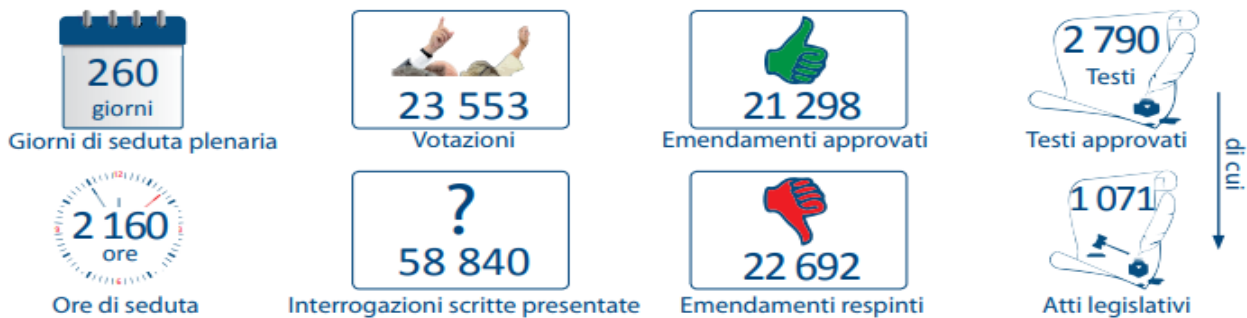 260
giorni
Giorni di seduta plenaria
23 553
Votazioni
21 298
Emendamenti approvati
2 790
Testi
Testi approvati
di cui
12
2 160
ore
Ore di seduta
?
58 840
Interrogazioni scritte presentate
22 692
Emendamenti respinti
1 071
Atti legislativi